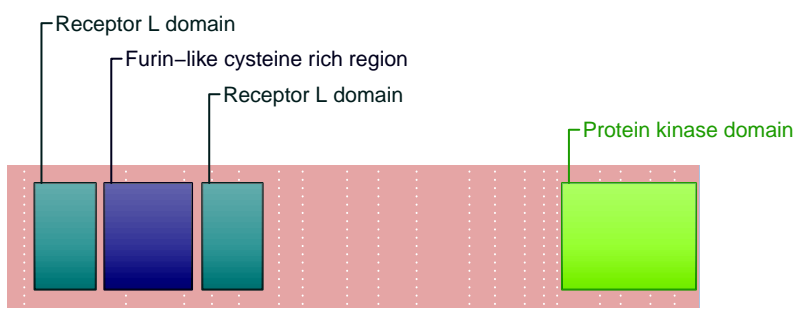 Receptor L domain
Furin−like cysteine rich region
Receptor L domain
Protein kinase domain